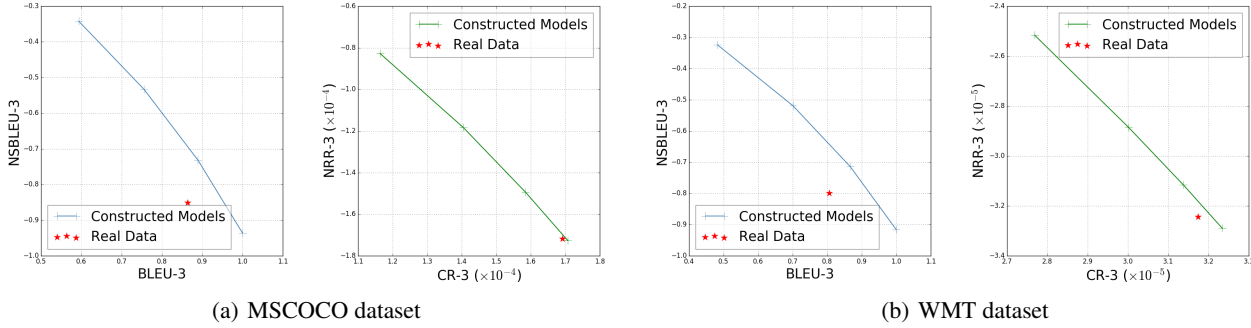 -0.3
-0.4
-0.5
-0.6
-0.7
-0.8
-0.9
-1.0
NSBLEU-3
0.5 0.6 0.7 0.8 0.9 1.0 1.1
BLEU-3
Constructed Models
Real Data
-0.6
-0.8
-1.0
-1.2
-1.4
-1.6
-1.8
NRR-3 (×10⁻⁴)
1.1 1.2 1.3 1.4 1.5 1.6 1.7 1.8
CR-3 (×10⁻⁴)
Constructed Models
Real Data
(a) MSCOCO dataset
-0.2
-0.3
-0.4
-0.5
-0.6
-0.7
-0.8
-0.9
-1.0
NSBLEU-3
0.4 0.5 0.6 0.7 0.8 0.9 1.0 1.1
BLEU-3
Constructed Models
Real Data
-2.4
-2.6
-2.8
-3.0
-3.2
-3.4
NRR-3 (×10⁻⁵)
2.7 2.8 2.9 3.0 3.1 3.2 3.3
CR-3 (×10⁻⁵)
Constructed Models
Real Data
(b) WMT dataset